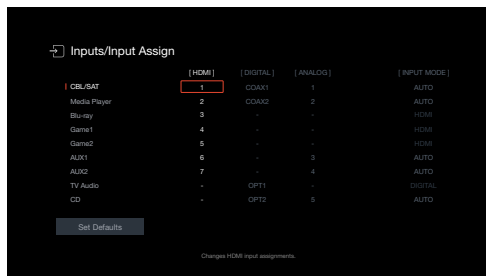 Inputs/Input Assign
[ HDMI ] [ DIGITAL ] [ ANALOG ] [ INPUT MODE ]
CBL/SAT 1 COAX1 1 AUTO
Media Player 2 COAX2 2 AUTO
Blu-ray 3 - - HDMI
Game1 4 - - HDMI
Game2 5 - - HDMI
AUX1 6 - 3 AUTO
AUX2 7 - 4 AUTO
TV Audio - OPT1 - DIGITAL
CD - OPT2 5 AUTO
Set Defaults
Changes HDMI input assignments.